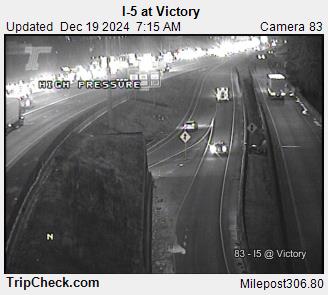 I-5 at Victory
Updated Dec 19 2024 7:15 AM Camera 83
HIGH PRESSURE
N
83 - I5 @ Victory
TripCheck.com Milepost306.80